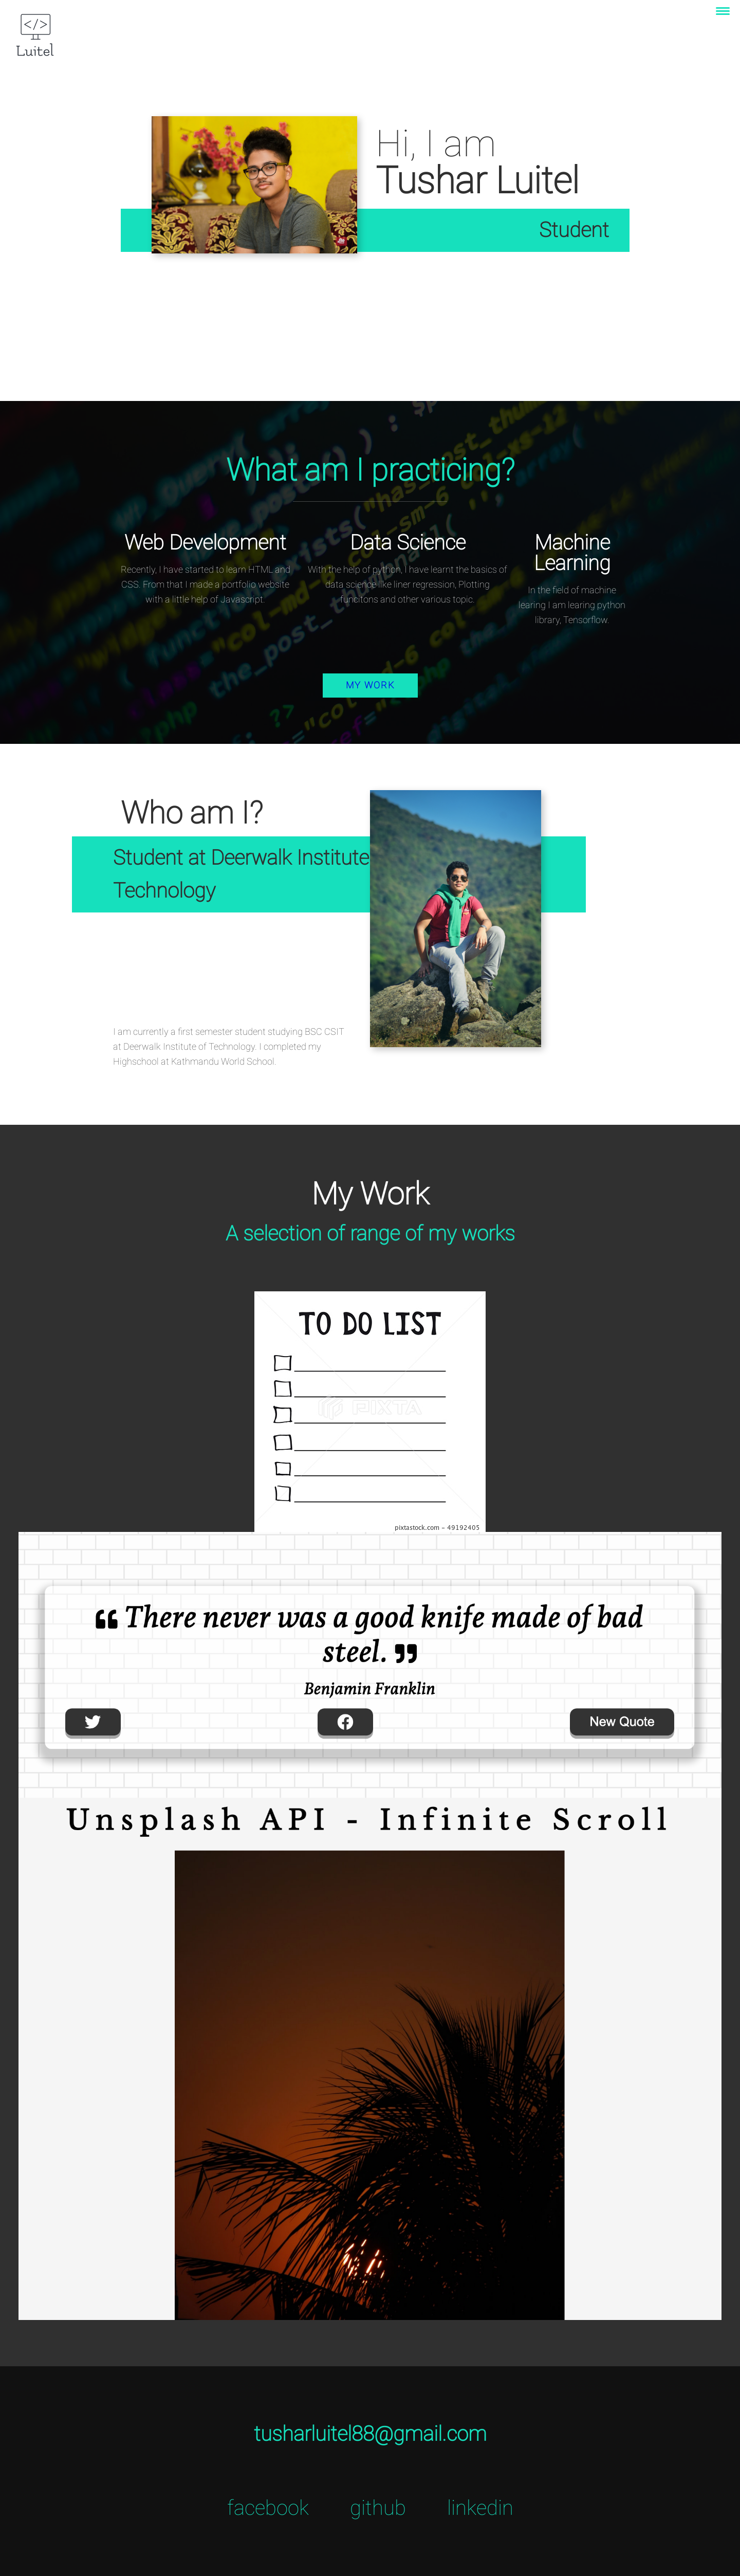 </>
Luitel
Hi, I am
Tushar Luitel
Student
What am I practicing?
Web Development
Recently, I have started to learn HTML and
CSS. From that I made a portfolio website
with a little help of Javascript.
Data Science
With the help of python, I have learnt the basics of
data science like liner regression, Plotting
funcitons and other various topic.
Machine
Learning
In the field of machine
learing I am learing python
library, Tensorflow.
MY WORK
Who am I?
Student at Deerwalk Institute
Technology
I am currently a first semester student studying BSC CSIT
at Deerwalk Institute of Technology. I completed my
Highschool at Kathmandu World School.
My Work
A selection of range of my works
TO DO LIST
PIXTA
pixtastock.com - 49192405
“ There never was a good knife made of bad
steel. ”
Benjamin Franklin
New Quote
Unsplash API - Infinite Scroll
tusharluitel88@gmail.com
facebook github linkedin